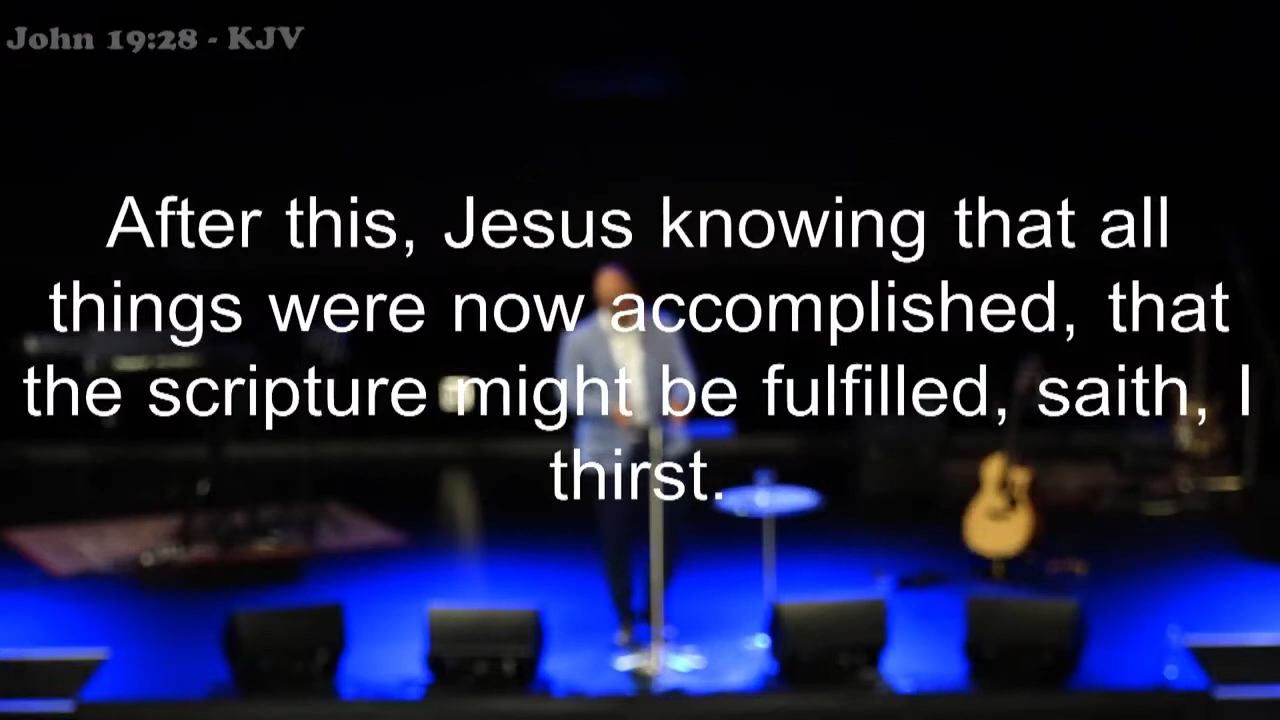 John 19:28 - KJV
After this, Jesus knowing that all
things were now accomplished, that
the scripture might be fulfilled, saith, I
thirst.